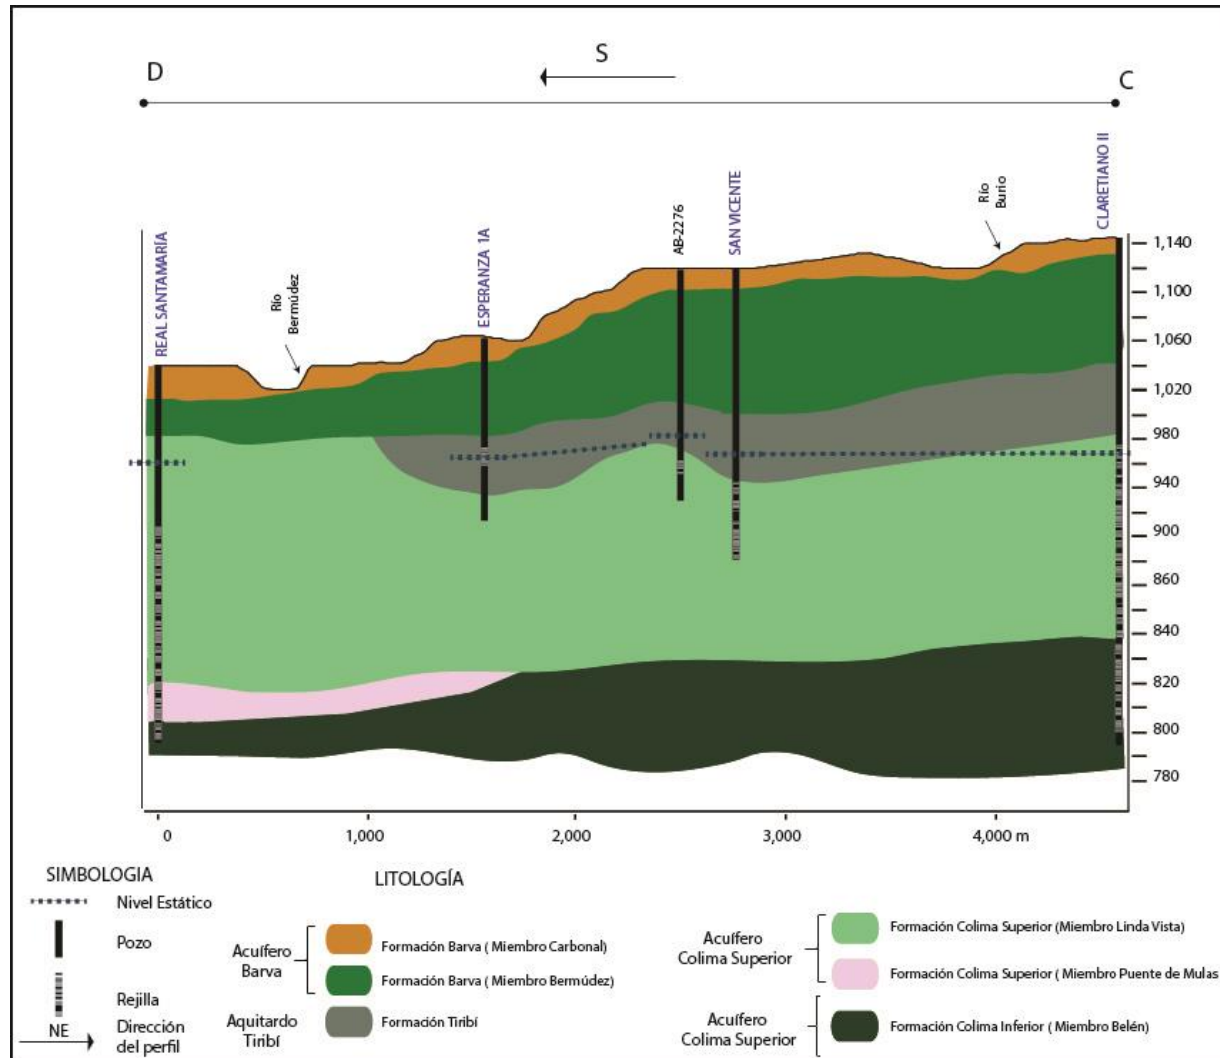 S
D
C
REAL SANTAMARÍA
Río
Bermúdez
ESPERANZA 1A
AB-2276
SAN VICENTE
Río
Burio
CLARETIANO II
1,140
1,100
1,060
1,020
980
940
900
860
840
820
800
780
0
1,000
2,000
3,000
4,000 m
SIMBOLOGIA
Nivel Estático
Pozo
Rejilla
NE
Dirección
del perfil
LITOLOGÍA
Acuífero
Barva
Formación Barva ( Miembro Carbonal)
Formación Barva ( Miembro Bermúdez)
Aquitardo
Tiribí
Formación Tiribí
Acuífero
Colima Superior
Formación Colima Superior (Miembro Linda Vista)
Formación Colima Superior ( Miembro Puente de Mulas
Acuífero
Colima Superior
Formación Colima Inferior ( Miembro Belén)